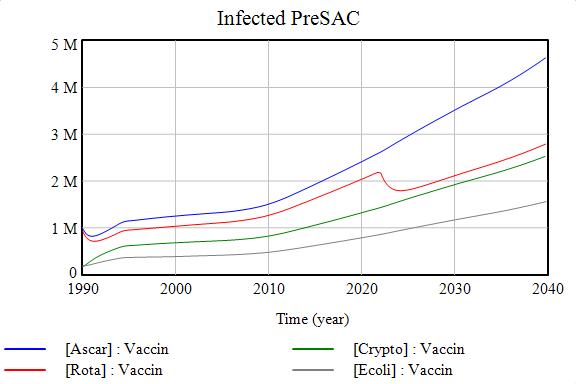 Infected PreSAC
5 M
4 M
3 M
2 M
1 M
0
1990 2000 2010 2020 2030 2040
Time (year)
[Ascar] : Vaccin [Crypto] : Vaccin
[Rota] : Vaccin [Ecoli] : Vaccin